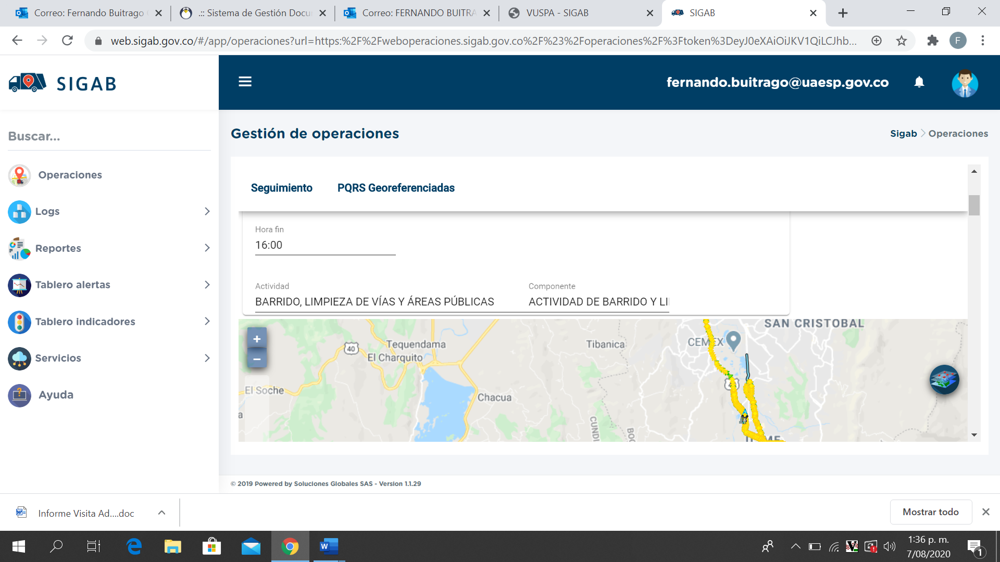 Correo: Fernando Buitrago
.:: Sistema de Gestión Docu
Correo: FERNANDO BUITRA
VUSPA - SIGAB
SIGAB
web.sigab.gov.co/#/app/operaciones?url=https:%2F%2Fweboperaciones.sigab.gov.co%2F%23%2Foperaciones%2F%3Ftoken%3DeyJ0eXAiOiJKV1QiLCJhb...
F
SIGAB
fernando.buitrago@uaesp.gov.co
Buscar...
Gestión de operaciones
Sigab > Operaciones
Operaciones
Logs
Reportes
Tablero alertas
Tablero indicadores
Servicios
Ayuda
Seguimiento
PQRS Georeferenciadas
Hora fin
16:00
Actividad
Componente
BARRIDO, LIMPIEZA DE VÍAS Y ÁREAS PÚBLICAS
ACTIVIDAD DE BARRIDO Y LI
+
−
SAN CRISTOBAL
CEMEX
Tequendama
40
El Charquito
Tibanica
El Soche
Chacua
a
CUNDI
BOG
© 2019 Powered by Soluciones Globales SAS - Version 1.1.29
Informe Visita Ad....doc
Mostrar todo
1:36 p. m.
7/08/2020
1